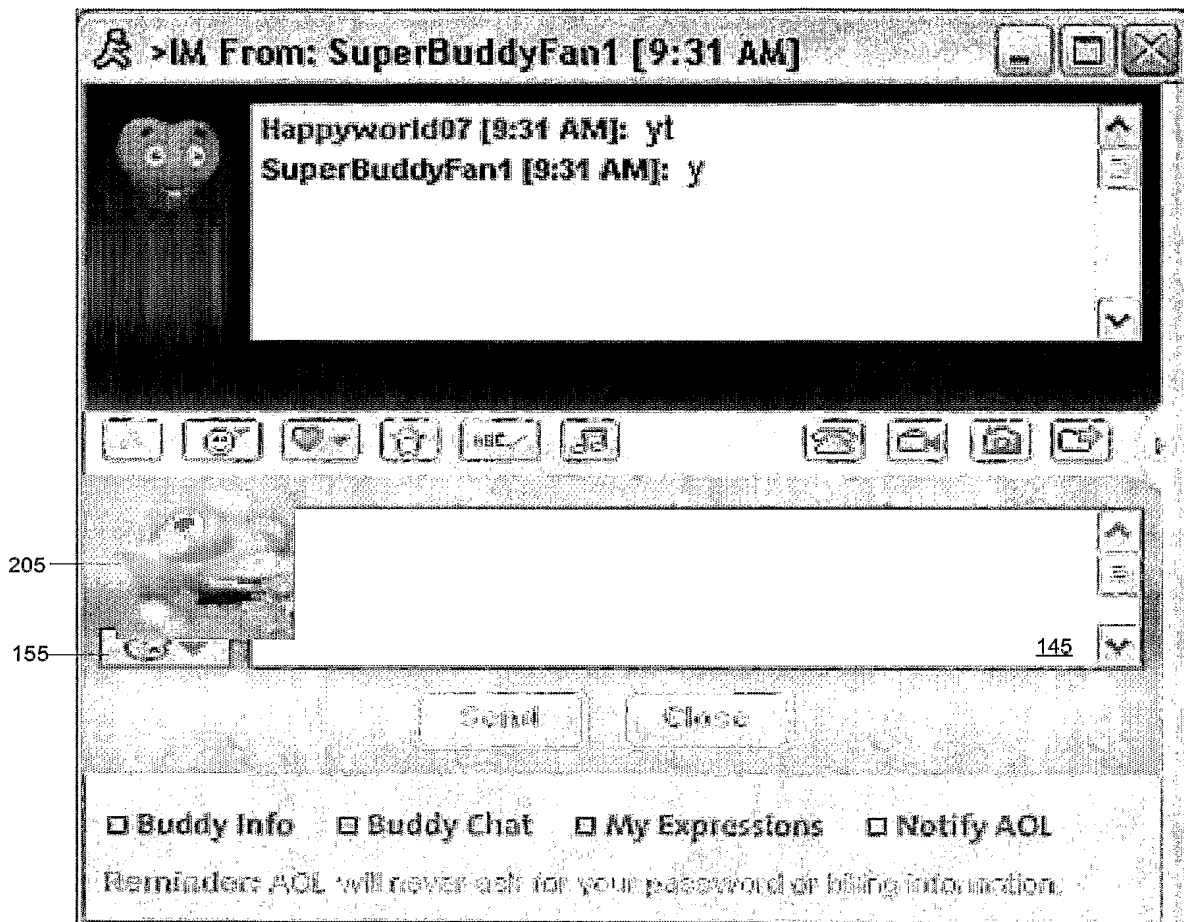 >IM From: SuperBuddyFan1 [9:31 AM]
Happyworld07 [9:31 AM]: yt
SuperBuddyFan1 [9:31 AM]: y
ABC
205
155
145
Send Close
Buddy Info Buddy Chat My Expressions Notify AOL
Reminder: AOL will never ask for your password or billing information.